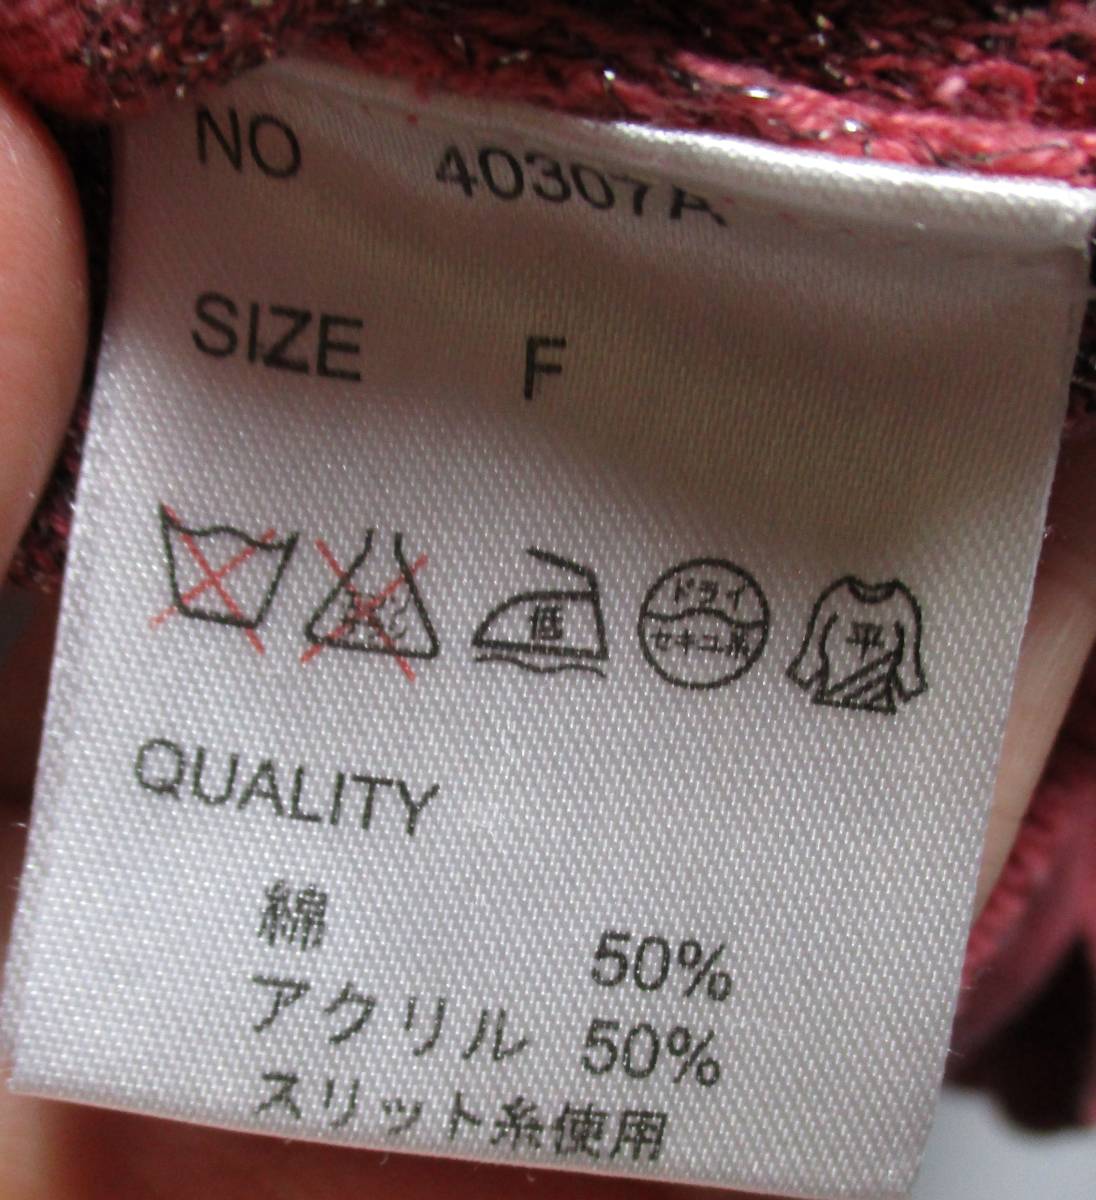 NO 40307A
SIZE F
低 ドライ セキユ系 平
QUALITY
綿 50%
アクリル 50%
スリット糸使用